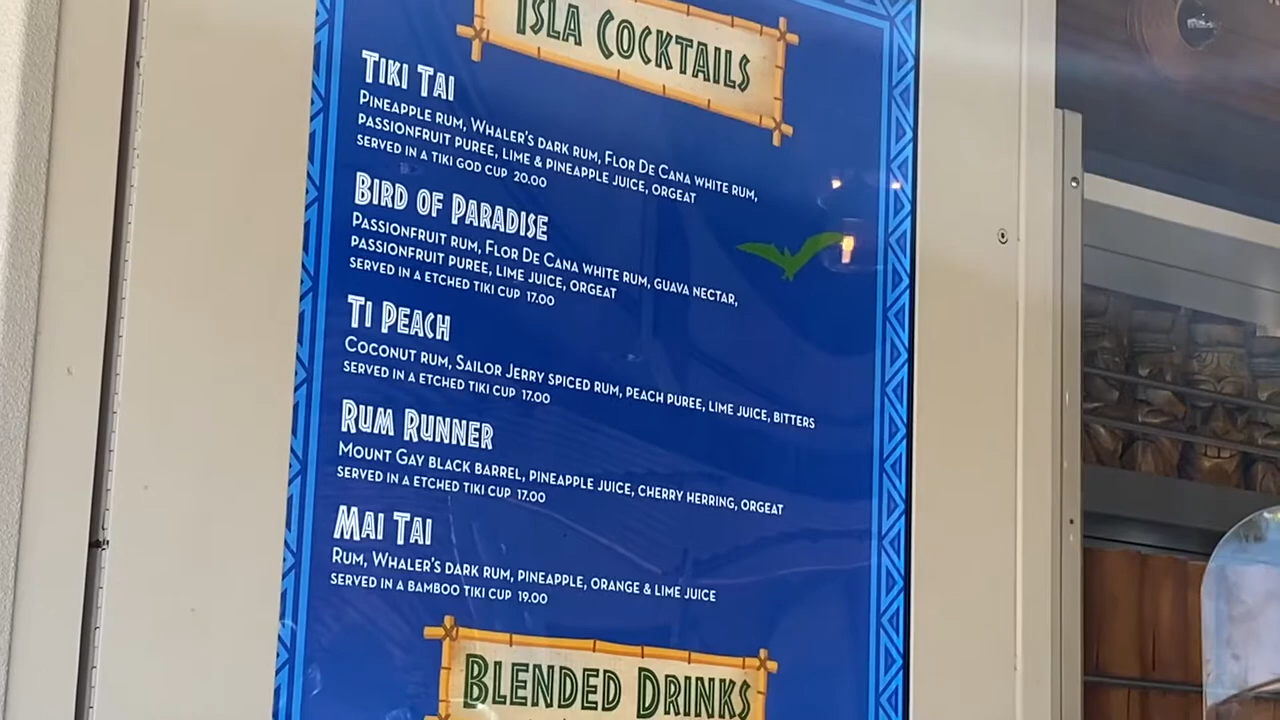 ISLA COCKTAILS
TIKI TAI
PINEAPPLE RUM, WHALER'S DARK RUM, FLOR DE CANA WHITE RUM,
PASSIONFRUIT PUREE, LIME & PINEAPPLE JUICE, ORGEAT
SERVED IN A TIKI GOD CUP 20.00
BIRD OF PARADISE
PASSIONFRUIT RUM, FLOR DE CANA WHITE RUM, GUAVA NECTAR,
PASSIONFRUIT PUREE, LIME JUICE, ORGEAT
SERVED IN A ETCHED TIKI CUP 17.00
TI PEACH
COCONUT RUM, SAILOR JERRY SPICED RUM, PEACH PUREE, LIME JUICE, BITTERS
SERVED IN A ETCHED TIKI CUP 17.00
RUM RUNNER
MOUNT GAY BLACK BARREL, PINEAPPLE JUICE, CHERRY HERRING, ORGEAT
SERVED IN A ETCHED TIKI CUP 17.00
MAI TAI
RUM, WHALER'S DARK RUM, PINEAPPLE, ORANGE & LIME JUICE
SERVED IN A BAMBOO TIKI CUP 19.00
BLENDED DRINKS